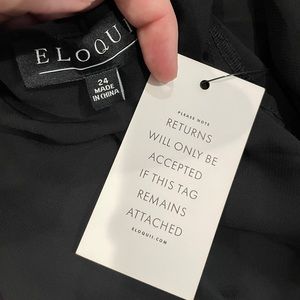 ELOQUII
24
MADE
IN CHINA
PLEASE NOTE
RETURNS
WILL ONLY BE
ACCEPTED
IF THIS TAG
REMAINS
ATTACHED
ELOQUII.COM